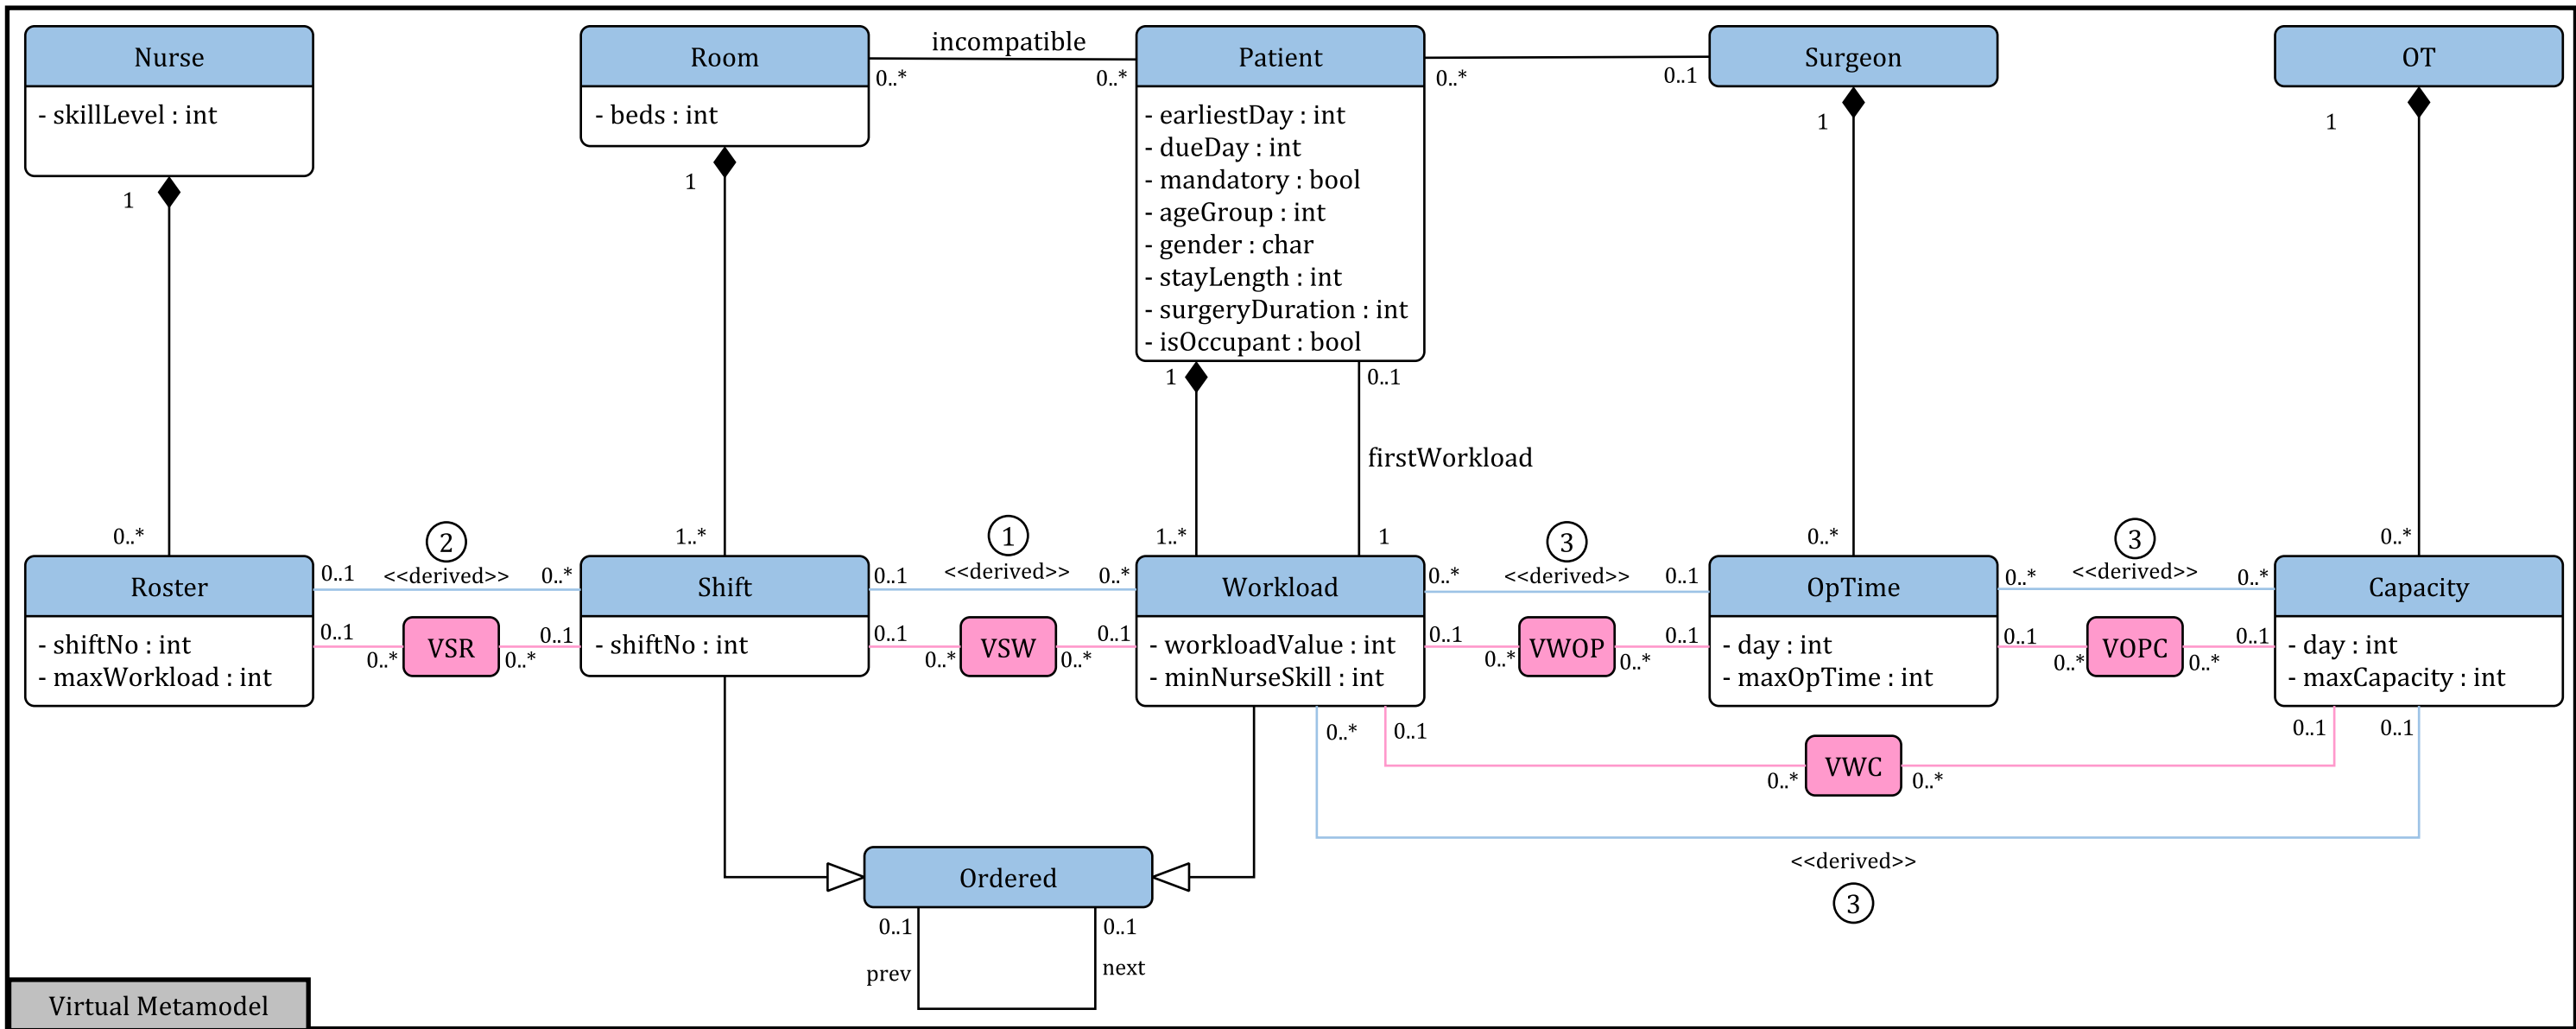 Nurse
- skillLevel : int
1
0..*
Room
- beds : int
1
1..*
incompatible
0..*
0..*
Patient
- earliestDay : int
- dueDay : int
- mandatory : bool
- ageGroup : int
- gender : char
- stayLength : int
- surgeryDuration : int
- isOccupant : bool
1
1..*
0..1
firstWorkload
1
0..*
0..1
Surgeon
1
0..*
OT
1
0..*
Roster
- shiftNo : int
- maxWorkload : int
2
<<derived>>
0..1
0..*
0..1
0..*
VSR
0..*
0..1
Shift
- shiftNo : int
1
<<derived>>
0..1
0..*
0..1
0..*
VSW
0..*
0..1
Workload
- workloadValue : int
- minNurseSkill : int
3
<<derived>>
0..*
0..1
0..1
0..*
VWOP
0..*
0..1
OpTime
- day : int
- maxOpTime : int
3
<<derived>>
0..*
0..*
0..1
0..*
VOPC
0..*
0..1
Capacity
- day : int
- maxCapacity : int
0..*
0..1
0..1
0..1
0..*
VWC
0..*
<<derived>>
3
Ordered
0..1
0..1
prev
next
Virtual Metamodel